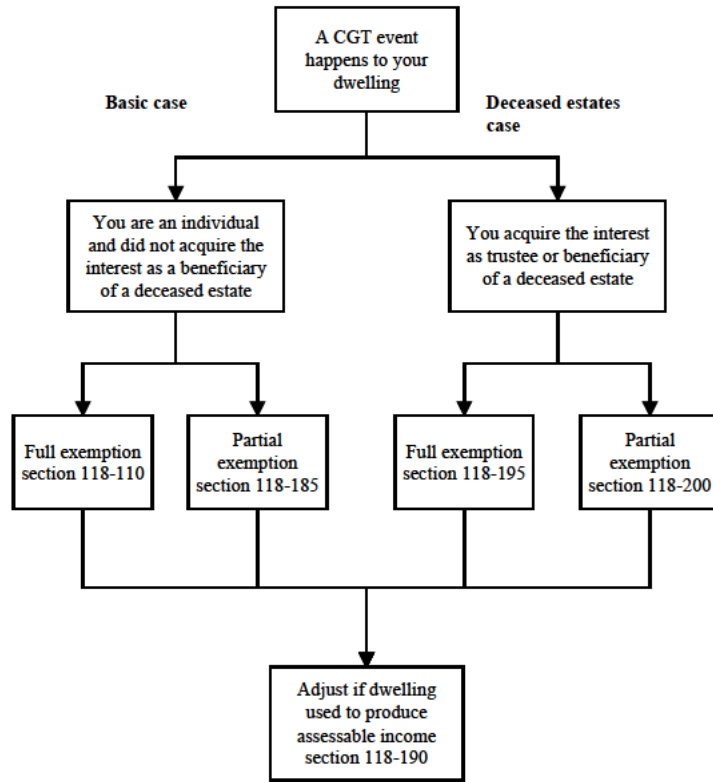 A CGT event
happens to your
dwelling
Basic case
Deceased estates
case
You are an individual
and did not acquire the
interest as a beneficiary
of a deceased estate
You acquire the interest
as trustee or beneficiary
of a deceased estate
Full exemption
section 118-110
Partial
exemption
section 118-185
Full exemption
section 118-195
Partial
exemption
section 118-200
Adjust if dwelling
used to produce
assessable income
section 118-190